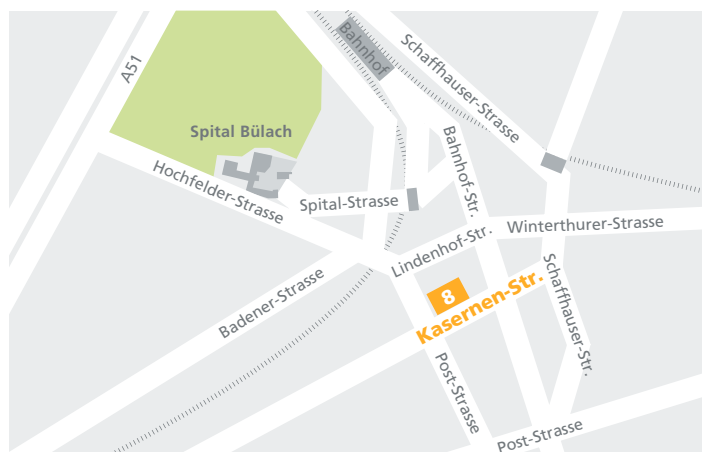 A51
Bahnhof
Schaffhauser-Strasse
Spital Bülach
Hochfelder-Strasse
Spital-Strasse
Bahnhof-Str.
Winterthurer-Strasse
Lindenhof-Str.
Badener-Strasse
8
Kasernen-Str.
Schaffhauser-Str.
Post-Strasse
Post-Strasse